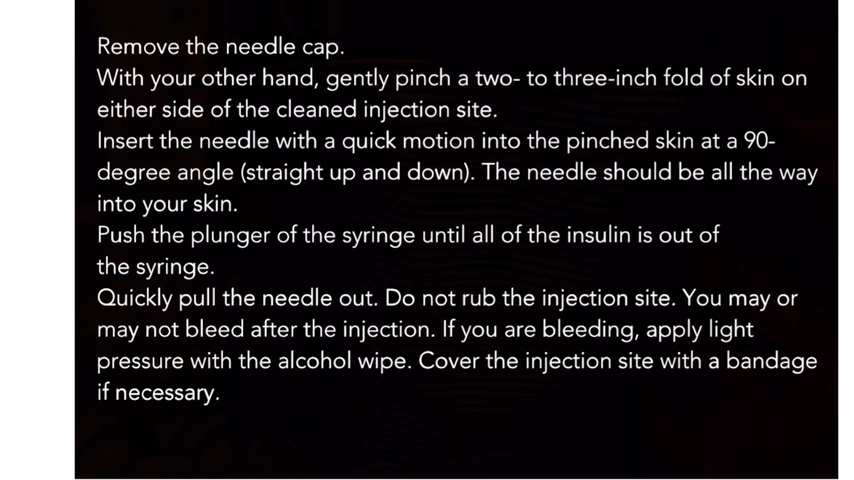 Remove the needle cap.
With your other hand, gently pinch a two- to three-inch fold of skin on
either side of the cleaned injection site.
Insert the needle with a quick motion into the pinched skin at a 90-
degree angle (straight up and down). The needle should be all the way
into your skin.
Push the plunger of the syringe until all of the insulin is out of
the syringe.
Quickly pull the needle out. Do not rub the injection site. You may or
may not bleed after the injection. If you are bleeding, apply light
pressure with the alcohol wipe. Cover the injection site with a bandage
if necessary.